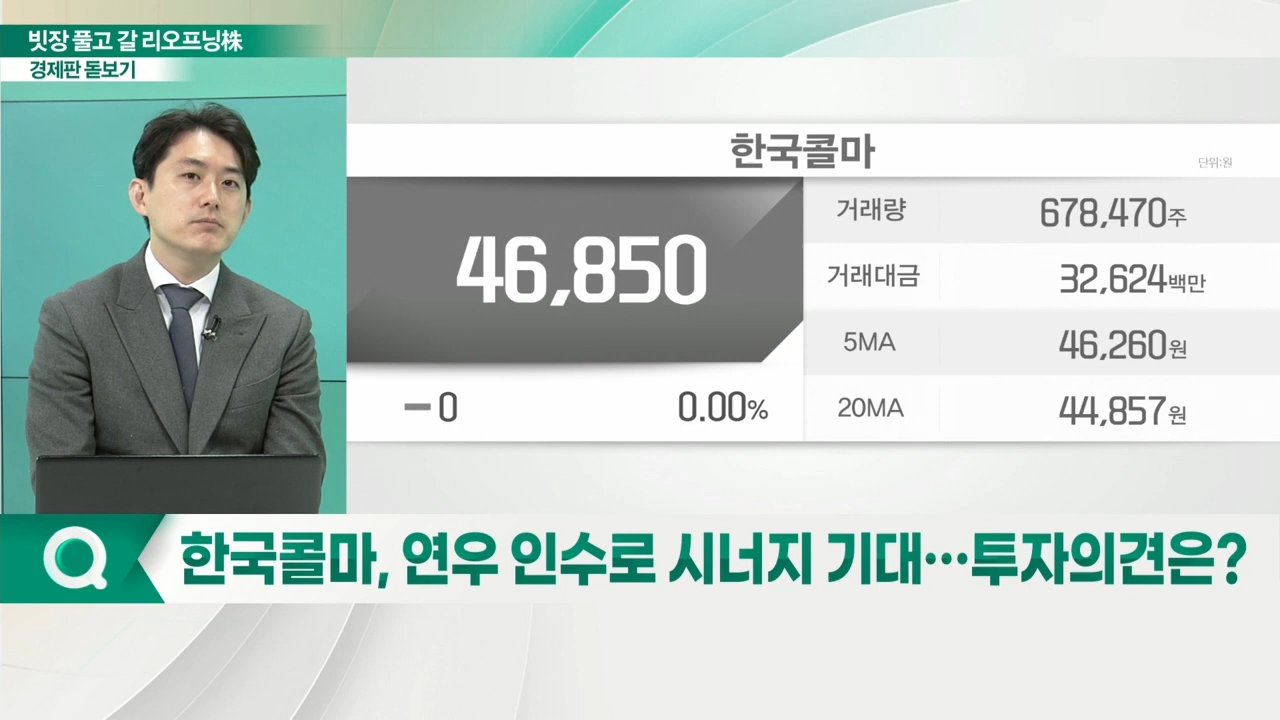 빗장 풀고 갈 리오프닝株
경제판 돋보기
한국콜마
단위:원
46,850
0
0.00%
거래량 678,470주
거래대금 32,624백만
5MA 46,260원
20MA 44,857원
Q 한국콜마, 연우 인수로 시너지 기대…투자의견은?